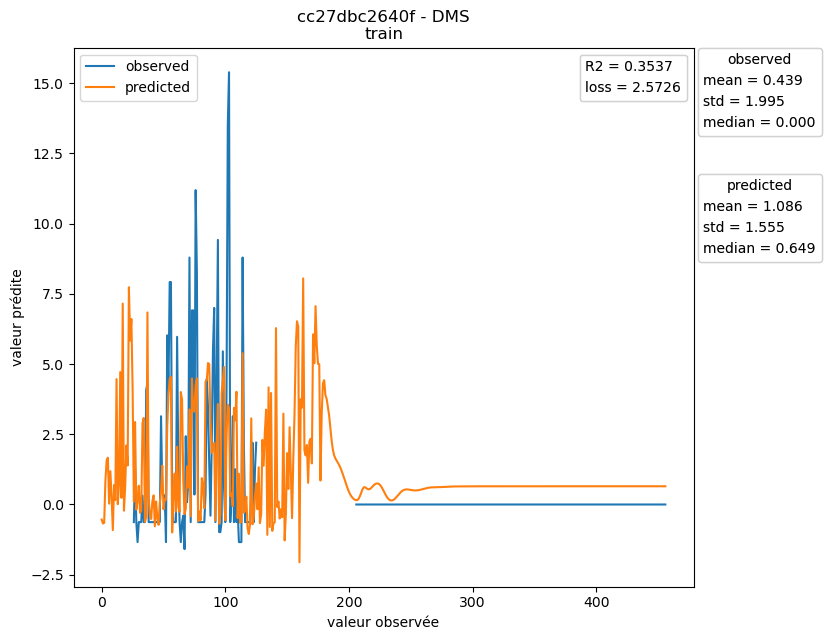 cc27dbc2640f - DMS
train
observed
predicted
R2 = 0.3537
loss = 2.5726
observed
mean = 0.439
std = 1.995
median = 0.000
predicted
mean = 1.086
std = 1.555
median = 0.649
valeur prédite
15.0
12.5
10.0
7.5
5.0
2.5
0.0
−2.5
0
100
200
300
400
valeur observée